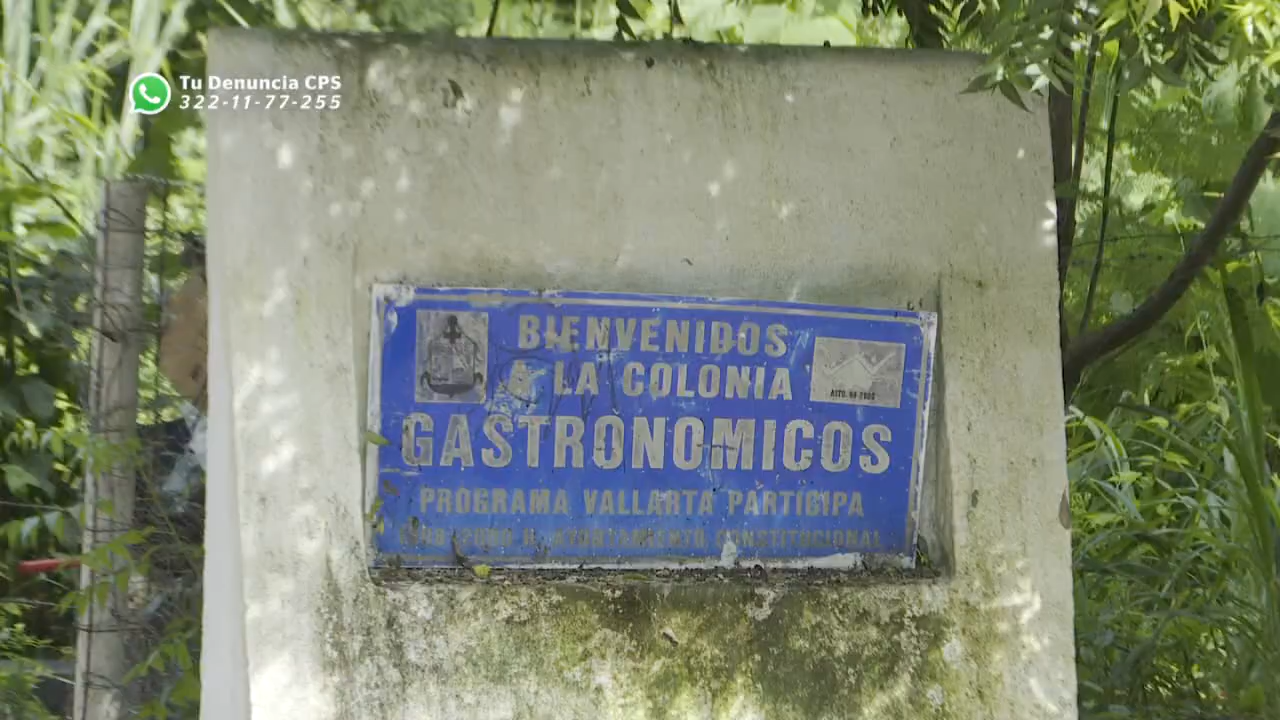 Tu Denuncia CPS
322-11-77-255
BIENVENIDOS
LA COLONIA
GASTRONOMICOS
PROGRAMA VALLARTA PARTICIPA
H. AYUNTAMIENTO CONSTITUCIONAL